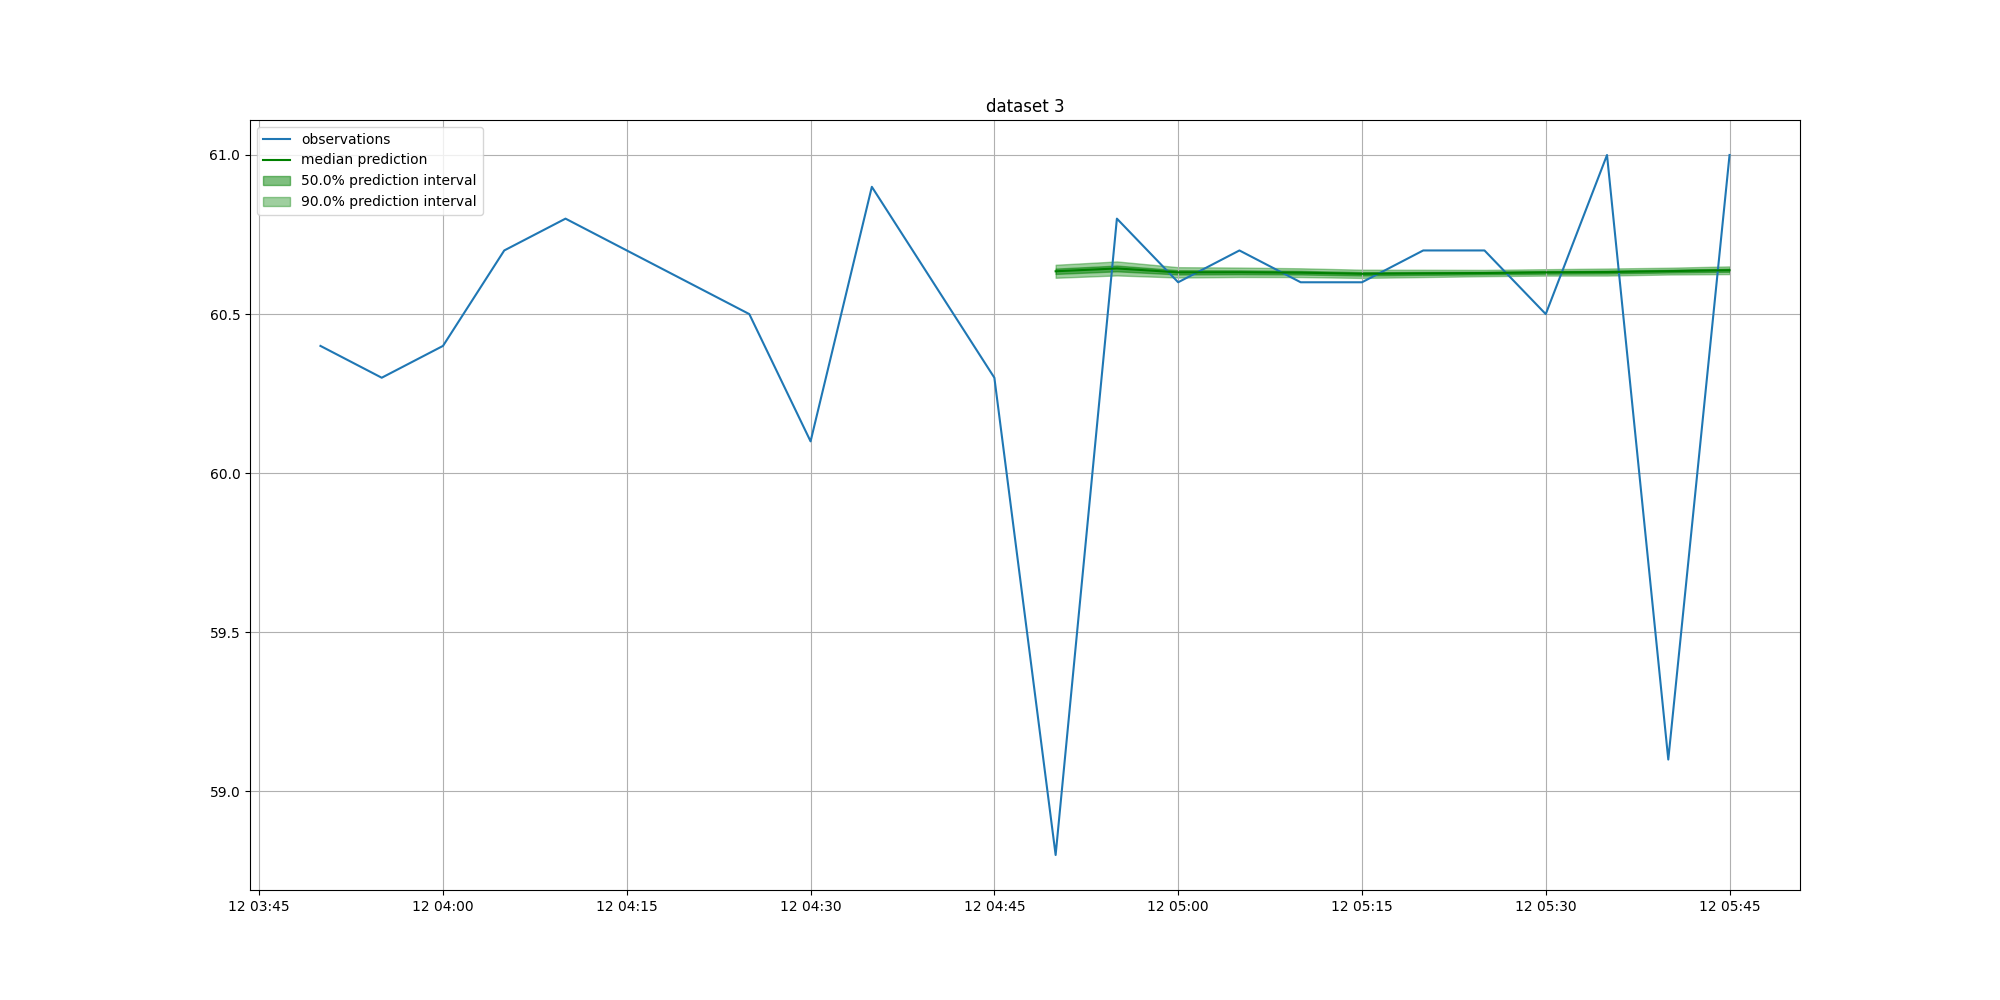 dataset 3
observations
median prediction
50.0% prediction interval
90.0% prediction interval
61.0
60.5
60.0
59.5
59.0
12 03:45 12 04:00 12 04:15 12 04:30 12 04:45 12 05:00 12 05:15 12 05:30 12 05:45